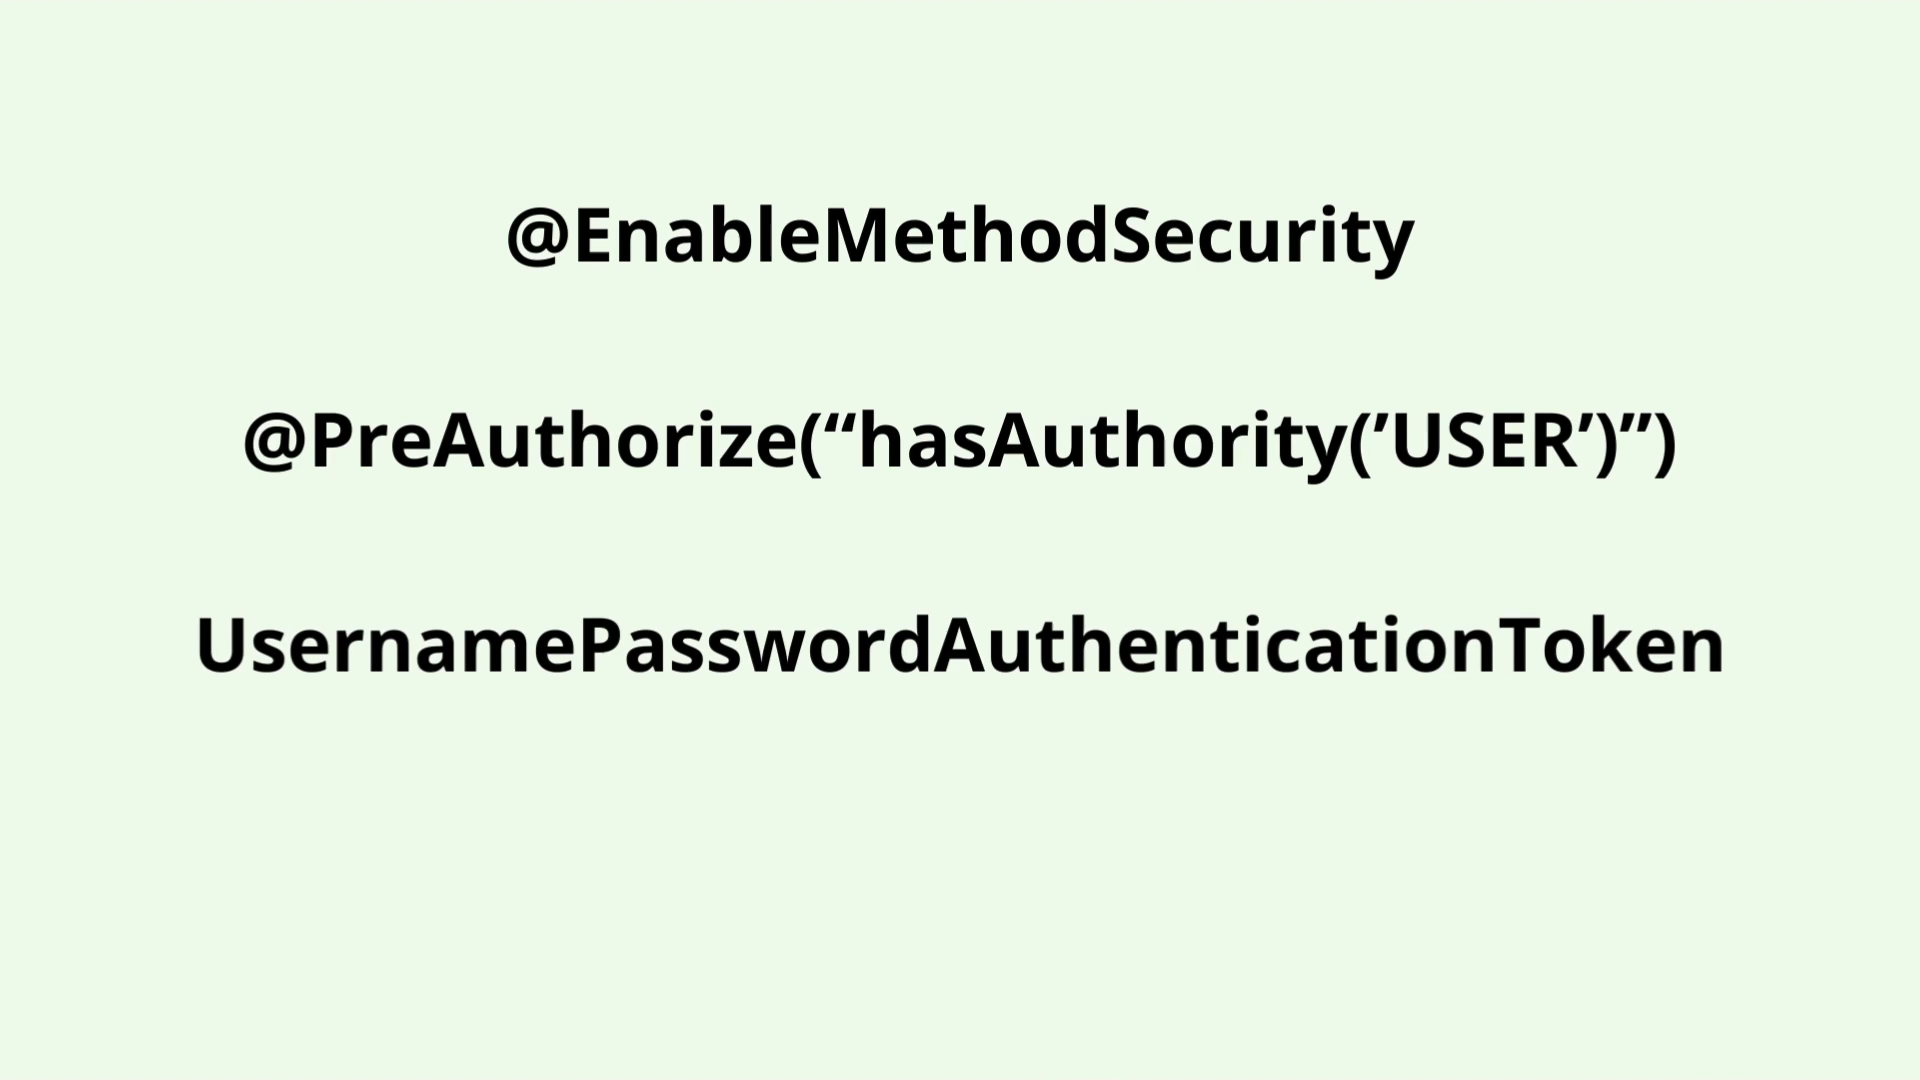 @EnableMethodSecurity
@PreAuthorize(“hasAuthority(’USER’)”)
UsernamePasswordAuthenticationToken